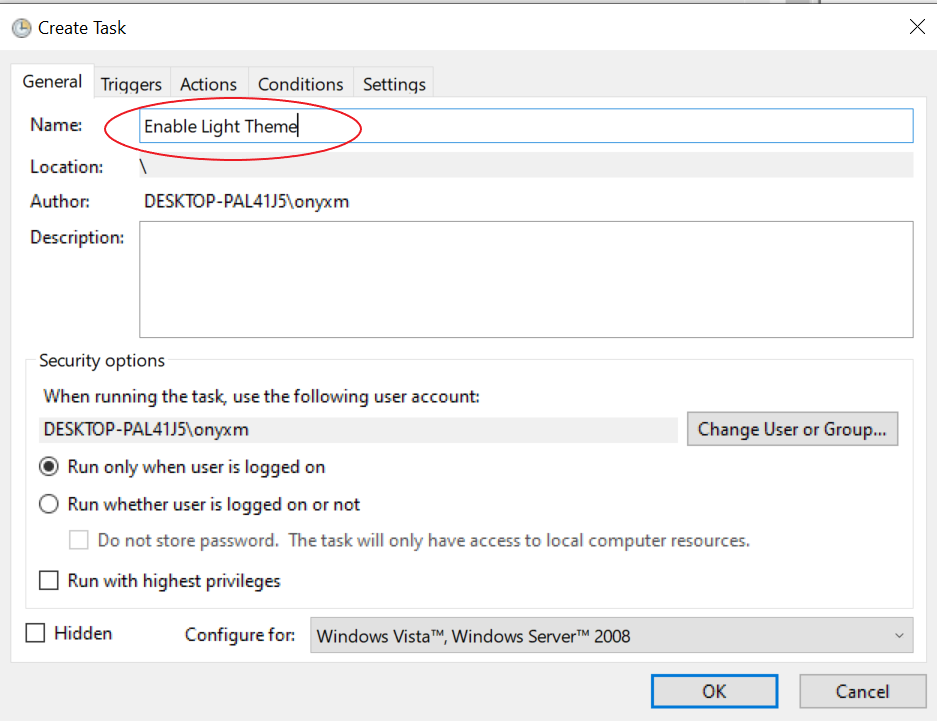 Create Task
General Triggers Actions Conditions Settings
Name: Enable Light Theme
Location: \
Author: DESKTOP-PAL41J5\onyxm
Description:
Security options
When running the task, use the following user account:
DESKTOP-PAL41J5\onyxm Change User or Group...
Run only when user is logged on
Run whether user is logged on or not
Do not store password. The task will only have access to local computer resources.
Run with highest privileges
Hidden Configure for: Windows Vista™, Windows Server™ 2008
OK Cancel